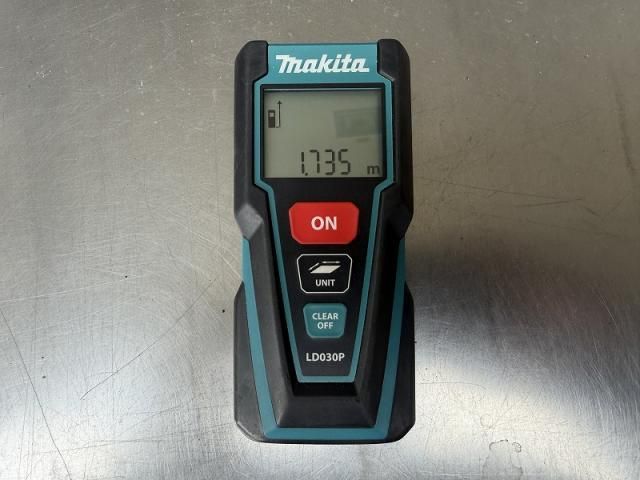 Makita
1.735 m
ON
UNIT
CLEAR
OFF
LD030P